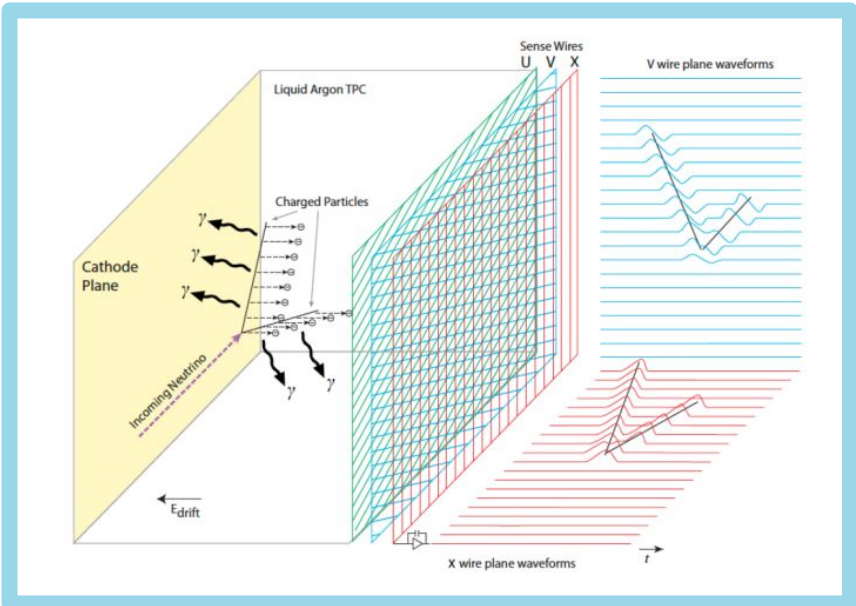 Sense Wires
U V X
V wire plane waveforms
Liquid Argon TPC
Charged Particles
γ
γ
γ
Cathode
Plane
Incoming Neutrino
γ
γ
Edrift
X wire plane waveforms
t